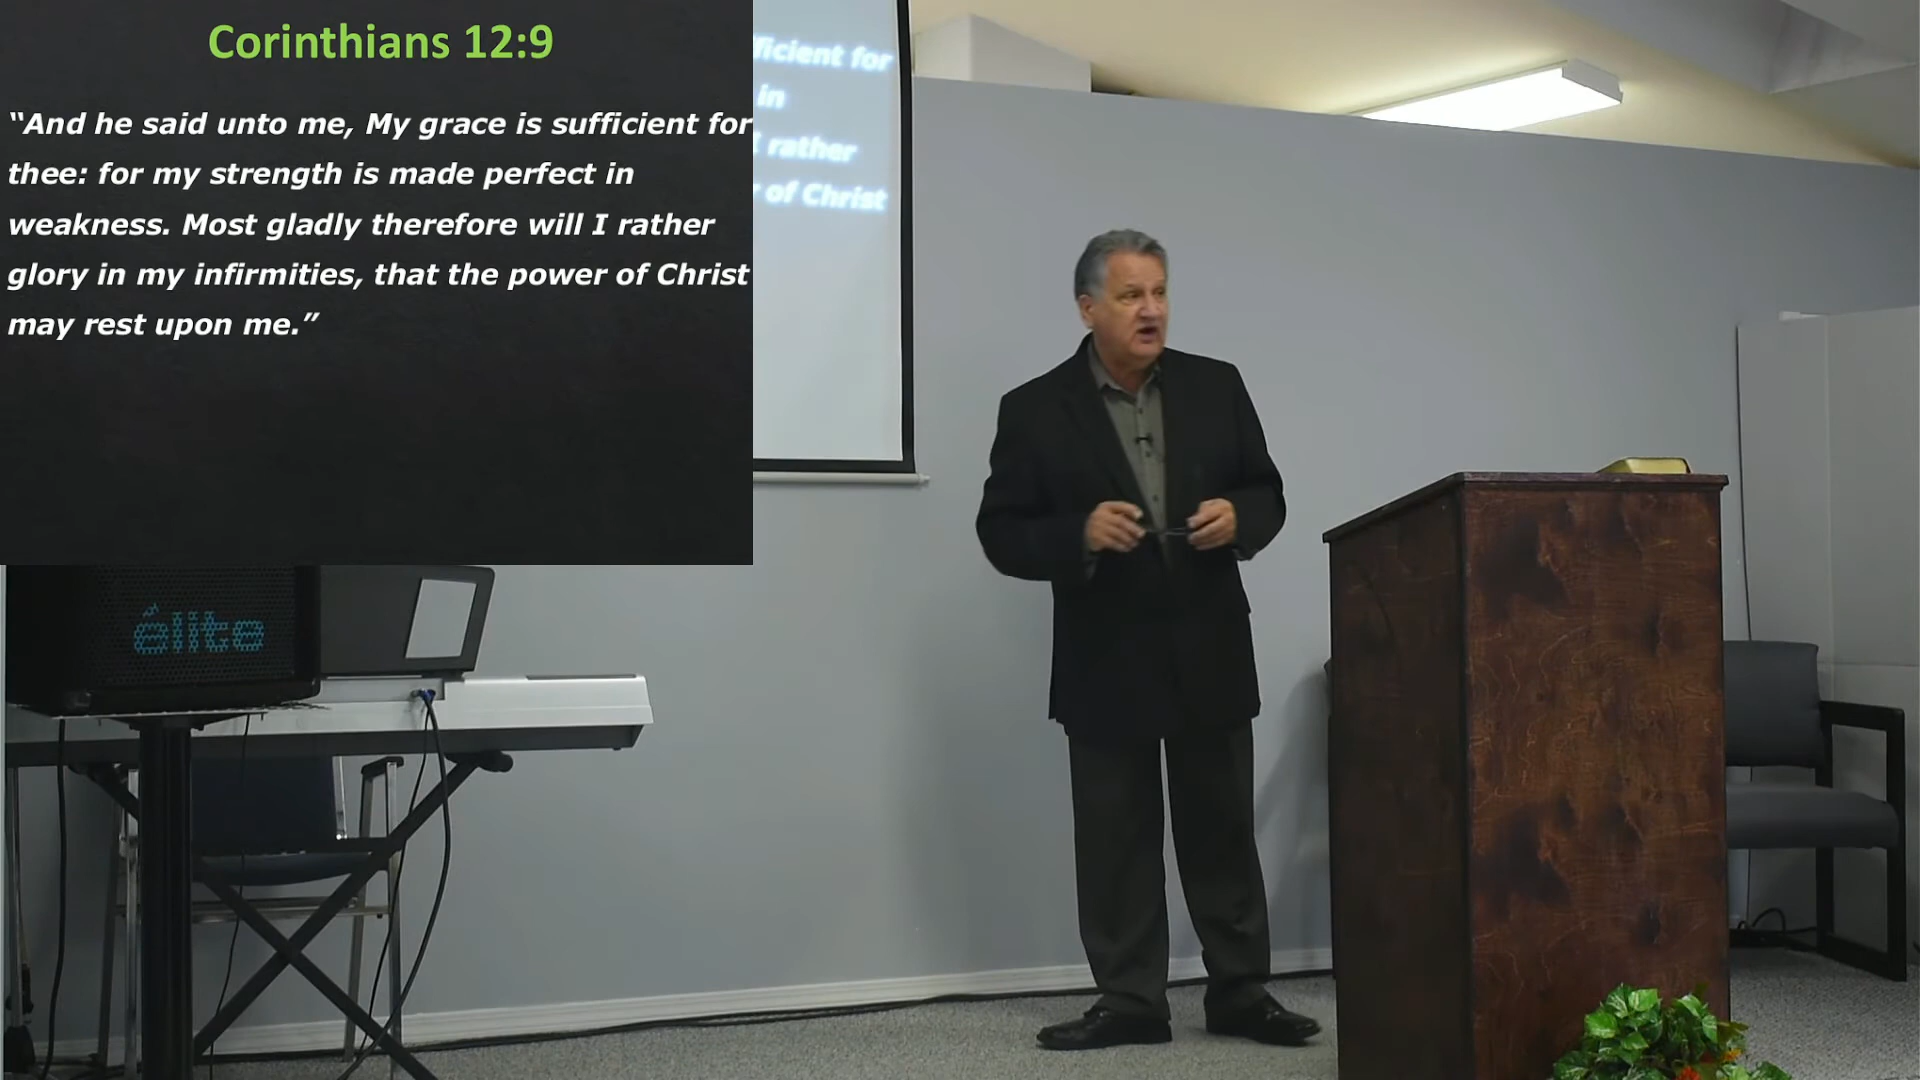 Corinthians 12:9
“And he said unto me, My grace is sufficient for
thee: for my strength is made perfect in
weakness. Most gladly therefore will I rather
glory in my infirmities, that the power of Christ
may rest upon me.”
ficient for
in
I rather
of Christ
élite